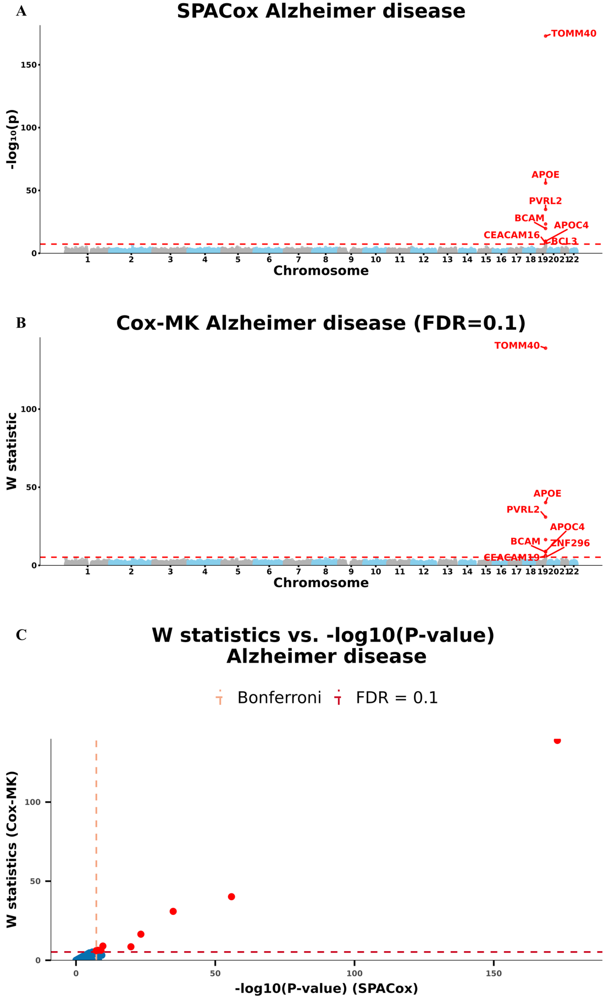 A
SPACox Alzheimer disease
TOMM40
150
100
-log₁₀(p)
APOE
50
PVRL2
BCAM
APOC4
CEACAM16
BCL3
0
1 2 3 4 5 6 7 8 9 10 11 12 13 14 15 16 17 18 19 20 21 22
Chromosome
B
Cox-MK Alzheimer disease (FDR=0.1)
TOMM40
100
W statistic
50
APOE
PVRL2
APOC4
BCAM
ZNF296
CEACAM19
0
1 2 3 4 5 6 7 8 9 10 11 12 13 14 15 16 17 18 19 20 21 22
Chromosome
C
W statistics vs. -log10(P-value)
Alzheimer disease
Bonferroni FDR = 0.1
W statistics (Cox-MK)
100
50
0
0 50 100 150
-log10(P-value) (SPACox)